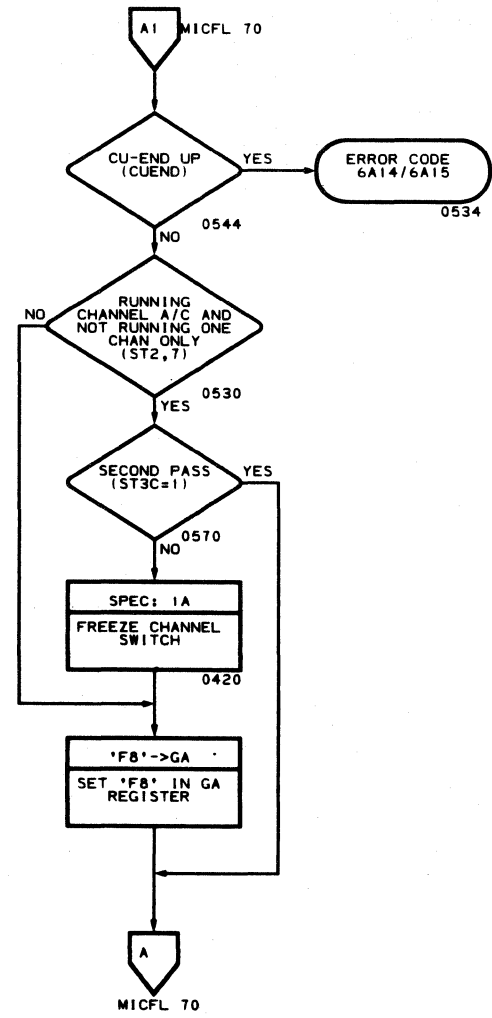 A1 MICFL 70
CU-END UP
(CUEND)
YES
ERROR CODE
6A14/6A15
0534
0544
NO
RUNNING
CHANNEL A/C AND
NOT RUNNING ONE
CHAN ONLY
(ST2,7)
NO
0530
YES
SECOND PASS
(ST3C=1)
YES
0570
NO
SPEC: 1A
FREEZE CHANNEL
SWITCH
0420
'F8'->GA
SET 'F8' IN GA
REGISTER
A
MICFL 70